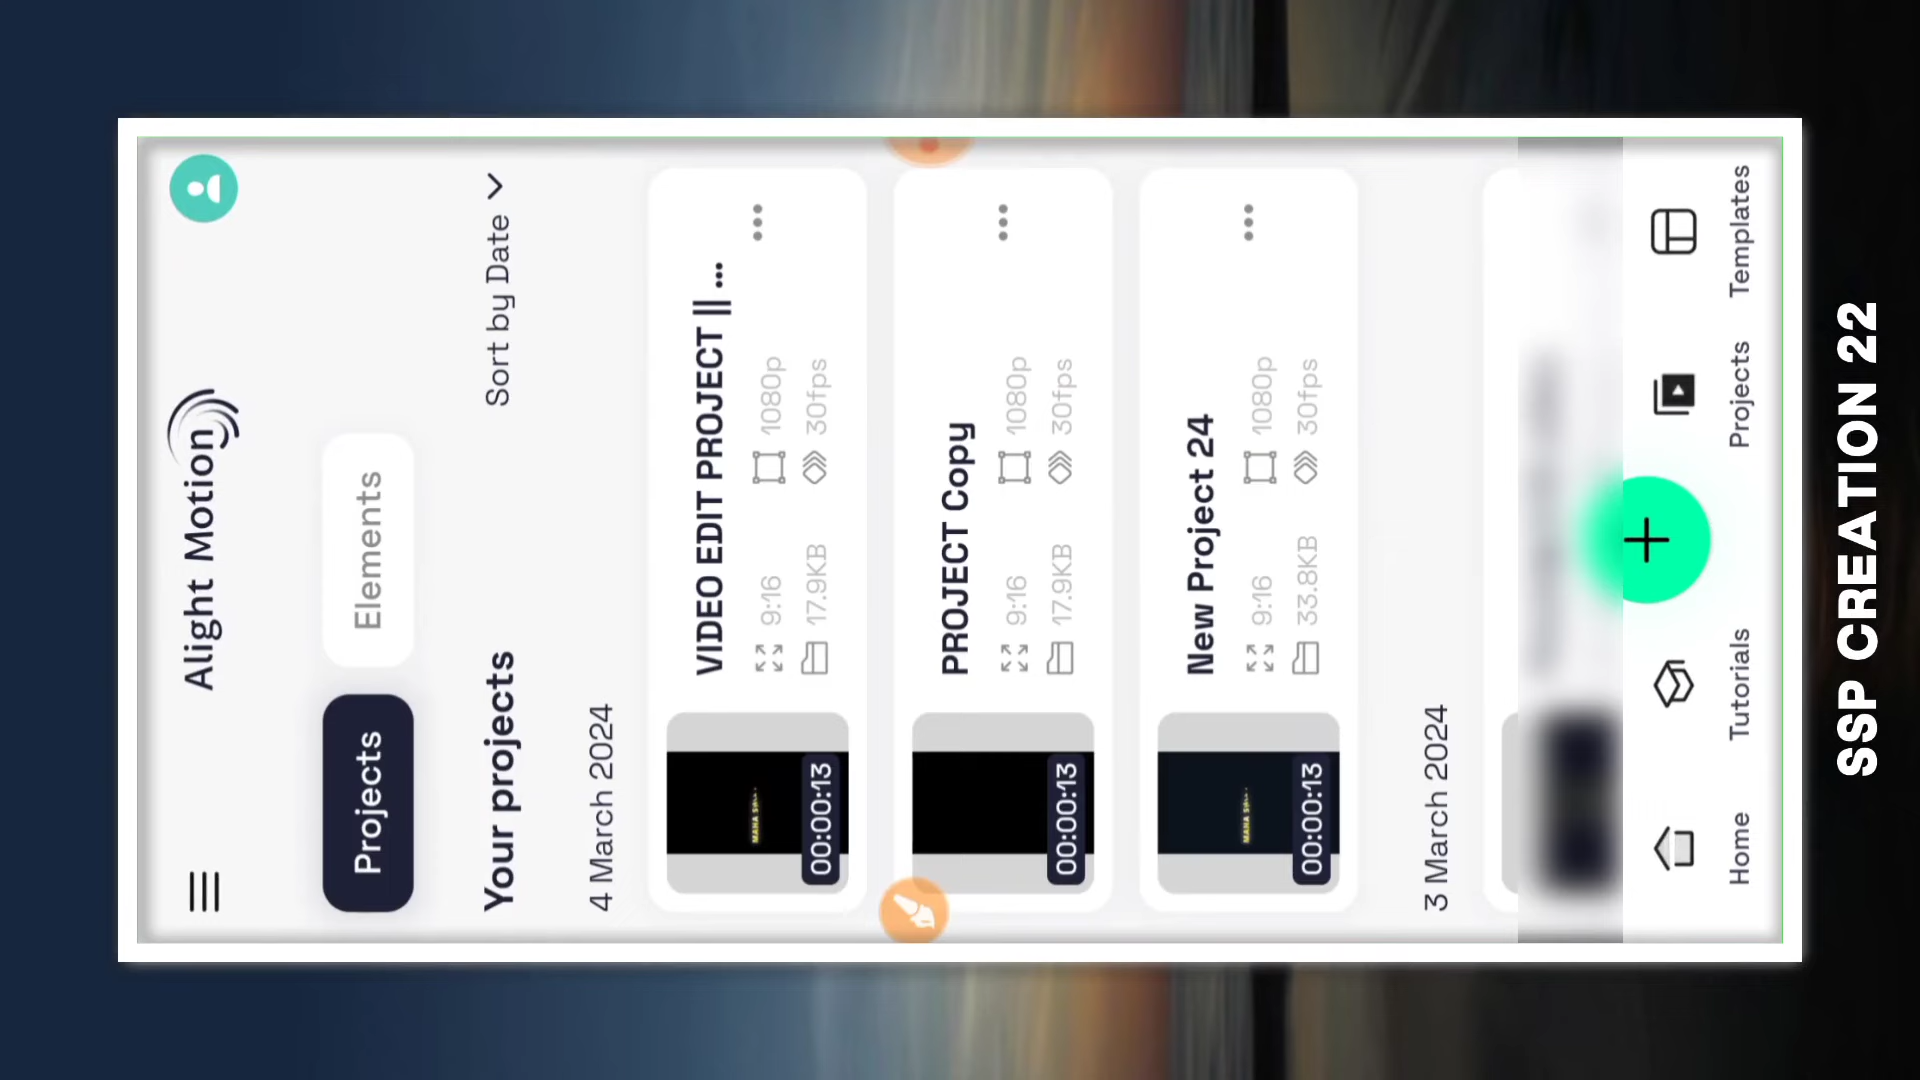 Alight Motion
Projects
Elements
Your projects
Sort by Date
4 March 2024
VIDEO EDIT PROJECT || ...
9:16
1080p
17.9KB
30fps
00:00:13
PROJECT Copy
9:16
1080p
17.9KB
30fps
00:00:13
New Project 24
9:16
1080p
33.8KB
30fps
00:00:13
3 March 2024
Home
Tutorials
Projects
Templates
SSP CREATION 22